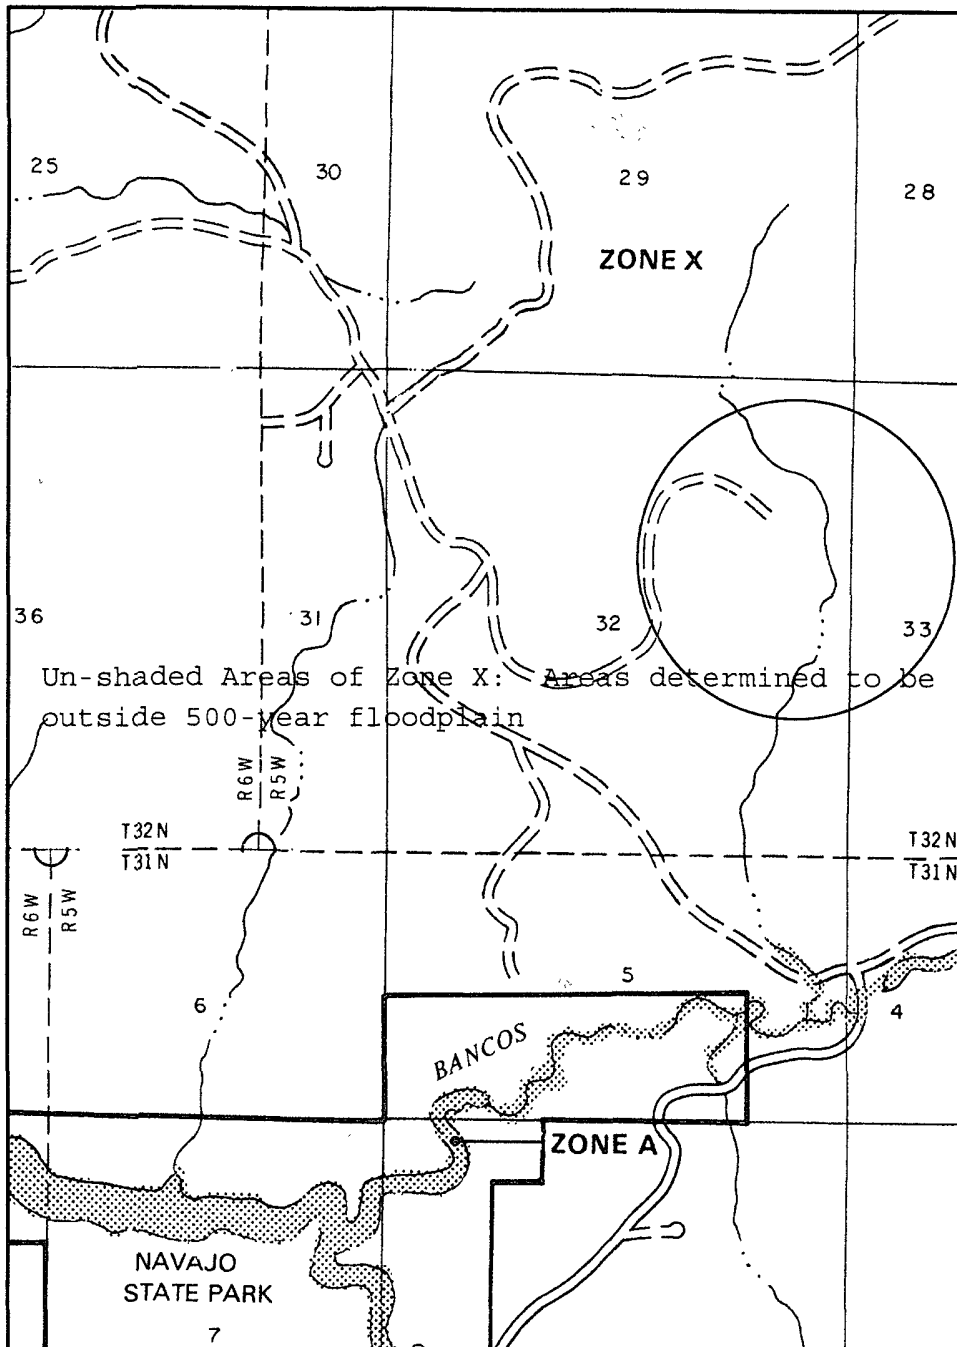 25
30
29
28
ZONE X
36
31
32
33
Un-shaded Areas of Zone X: Areas determined to be
outside 500-year floodplain
R6W
R5W
T32N
T31N
T32N
T31N
R6W
R5W
6
5
4
BANCOS
ZONE A
NAVAJO
STATE PARK
7